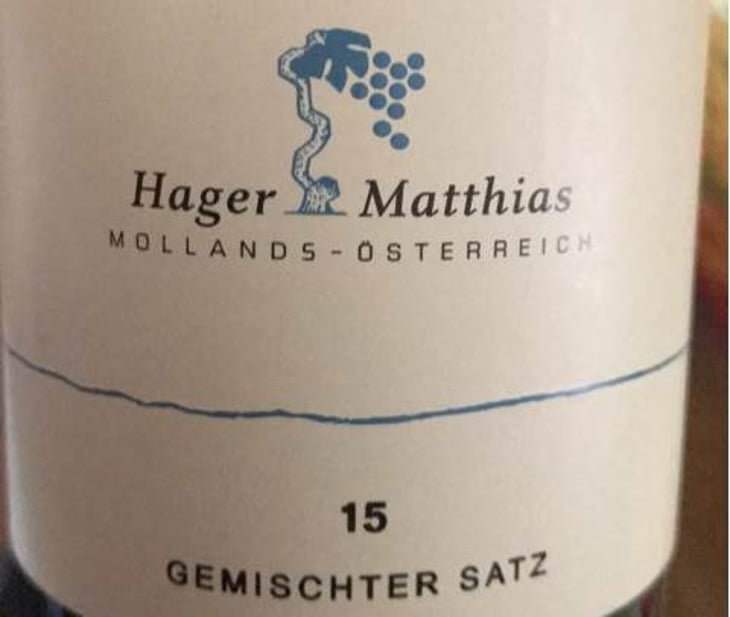 Hager Matthias
MOLLANDS-ÖSTERREICH
15
GEMISCHTER SATZ